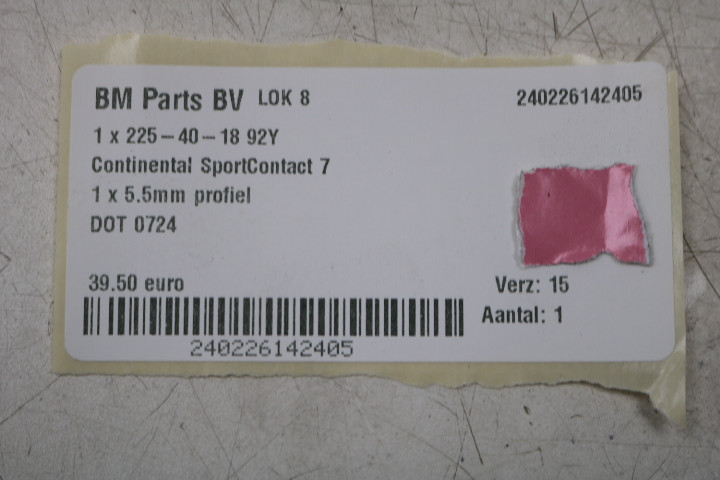 BM Parts BV LOK 8 240226142405
1 x 225-40-18 92Y
Continental SportContact 7
1 x 5.5mm profiel
DOT 0724
39.50 euro Verz: 15
Aantal: 1
240226142405